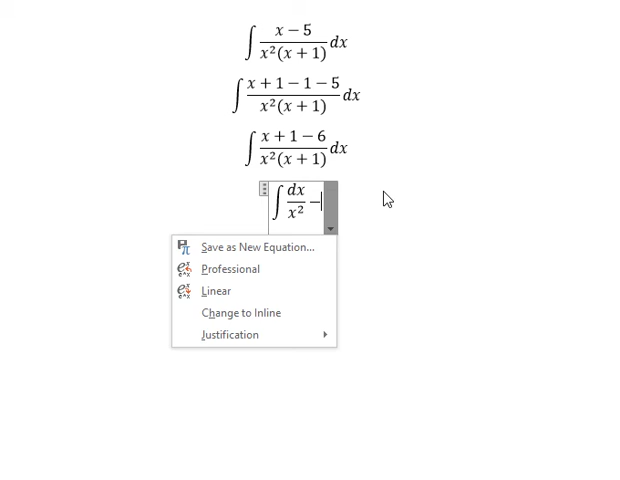 ∫ (x − 5)/(x²(x + 1)) dx
∫ (x + 1 − 1 − 5)/(x²(x + 1)) dx
∫ (x + 1 − 6)/(x²(x + 1)) dx
∫ dx/x² −
Save as New Equation...
Professional
Linear
Change to Inline
Justification